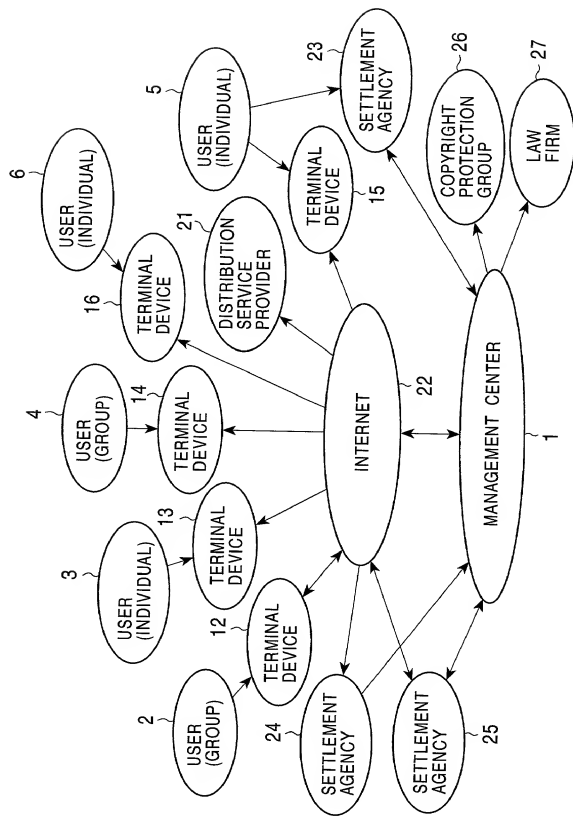 6
USER
(INDIVIDUAL)
4
USER
(GROUP)
3
USER
(INDIVIDUAL)
5
USER
(INDIVIDUAL)
2
USER
(GROUP)
12
TERMINAL
DEVICE
13
TERMINAL
DEVICE
14
TERMINAL
DEVICE
16
TERMINAL
DEVICE
21
DISTRIBUTION
SERVICE
PROVIDER
TERMINAL
DEVICE
15
23
SETTLEMENT
AGENCY
24
SETTLEMENT
AGENCY
INTERNET
22
26
COPYRIGHT
PROTECTION
GROUP
SETTLEMENT
AGENCY
25
MANAGEMENT CENTER
1
27
LAW
FIRM